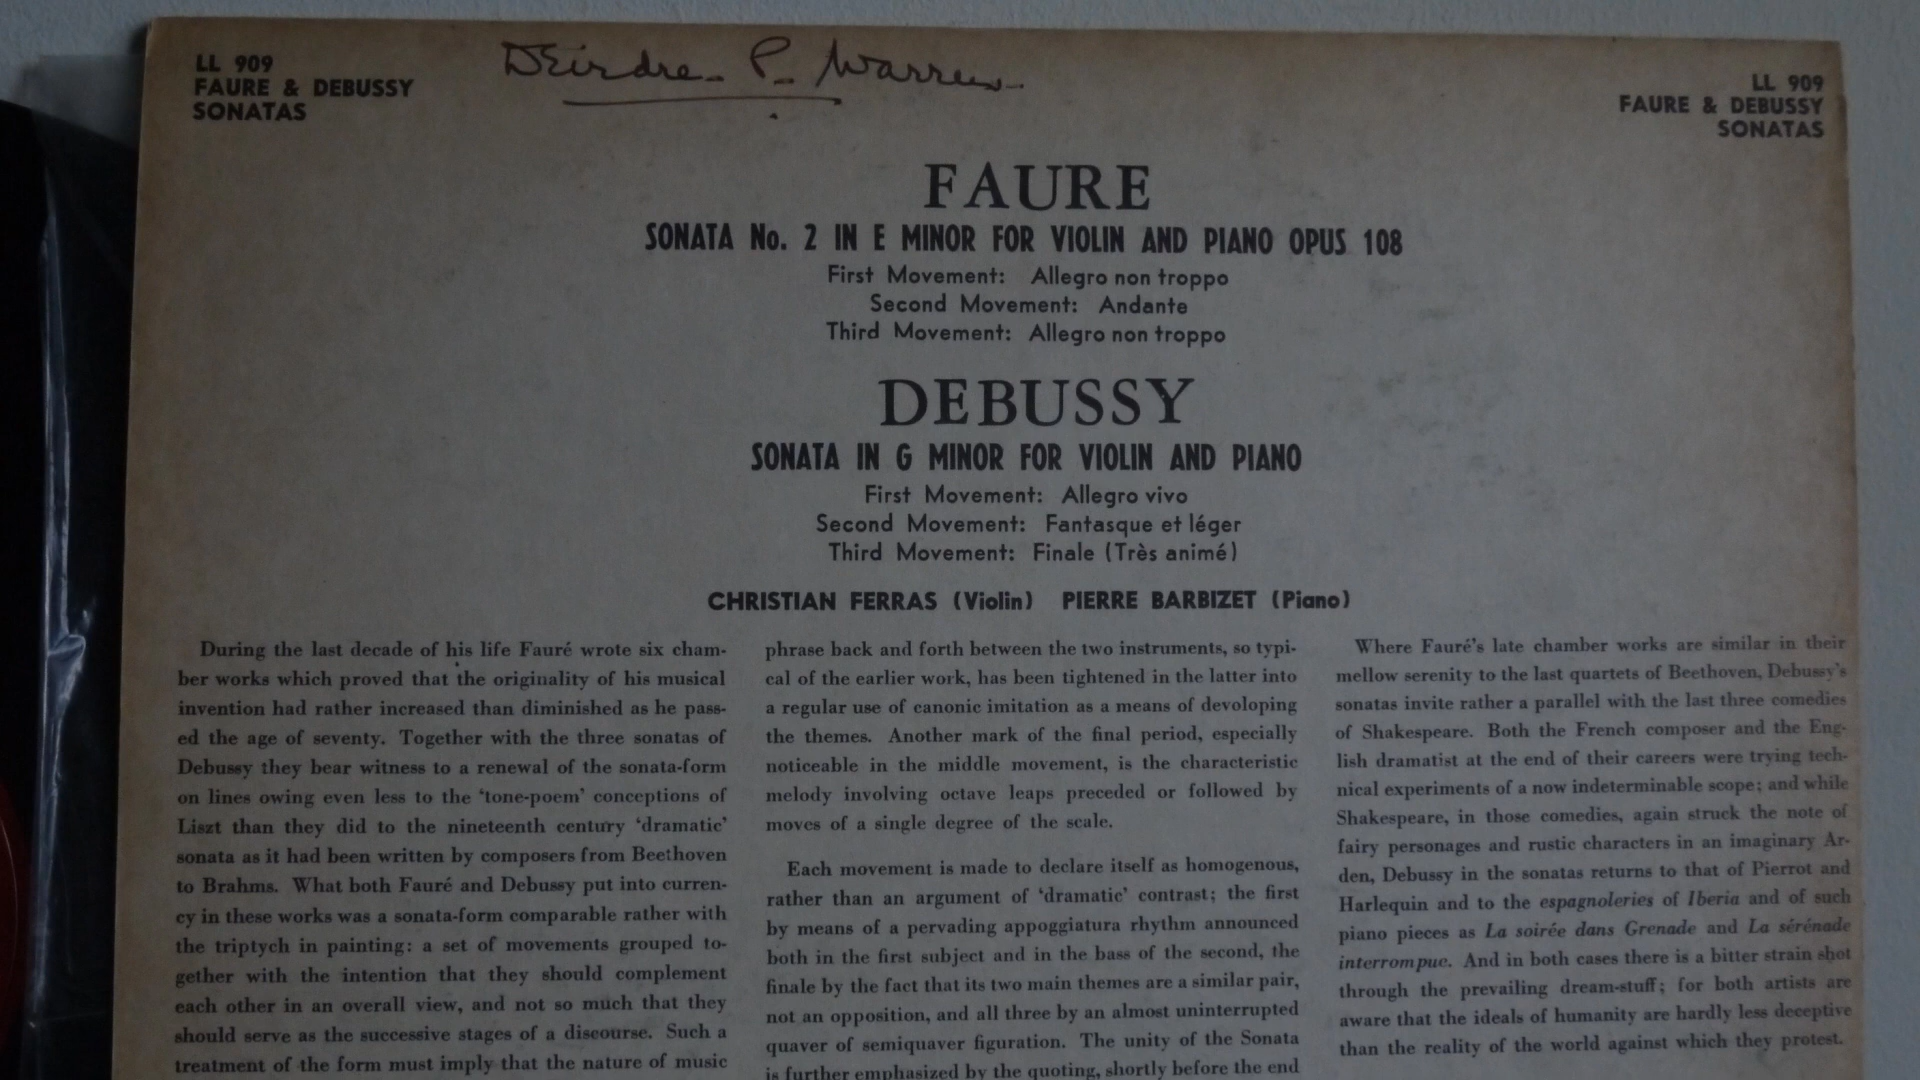 LL 909
FAURE & DEBUSSY
SONATAS
Deirdre P. Warren
LL 909
FAURE & DEBUSSY
SONATAS
FAURE
SONATA No. 2 IN E MINOR FOR VIOLIN AND PIANO OPUS 108
First Movement: Allegro non troppo
Second Movement: Andante
Third Movement: Allegro non troppo
DEBUSSY
SONATA IN G MINOR FOR VIOLIN AND PIANO
First Movement: Allegro vivo
Second Movement: Fantasque et léger
Third Movement: Finale (Très animé)
CHRISTIAN FERRAS (Violin) PIERRE BARBIZET (Piano)
During the last decade of his life Fauré wrote six cham-
ber works which proved that the originality of his musical
invention had rather increased than diminished as he pass-
ed the age of seventy. Together with the three sonatas of
Debussy they bear witness to a renewal of the sonata-form
on lines owing even less to the ‘tone-poem’ conceptions of
Liszt than they did to the nineteenth century ‘dramatic’
sonata as it had been written by composers from Beethoven
to Brahms. What both Fauré and Debussy put into curren-
cy in these works was a sonata-form comparable rather with
the triptych in painting: a set of movements grouped to-
gether with the intention that they should complement
each other in an overall view, and not so much that they
should serve as the successive stages of a discourse. Such a
treatment of the form must imply that the nature of music
phrase back and forth between the two instruments, so typi-
cal of the earlier work, has been tightened in the latter into
a regular use of canonic imitation as a means of devoloping
the themes. Another mark of the final period, especially
noticeable in the middle movement, is the characteristic
melody involving octave leaps preceded or followed by
moves of a single degree of the scale.
Each movement is made to declare itself as homogenous,
rather than an argument of ‘dramatic’ contrast; the first
by means of a pervading appoggiatura rhythm announced
both in the first subject and in the bass of the second, the
finale by the fact that its two main themes are a similar pair,
not an opposition, and all three by an almost uninterrupted
quaver of semiquaver figuration. The unity of the Sonata
is further emphasized by the quoting, shortly before the end
Where Fauré's late chamber works are similar in their
mellow serenity to the last quartets of Beethoven, Debussy's
sonatas invite rather a parallel with the last three comedies
of Shakespeare. Both the French composer and the Eng-
lish dramatist at the end of their careers were trying tech-
nical experiments of a now indeterminable scope; and while
Shakespeare, in those comedies, again struck the note of
fairy personages and rustic characters in an imaginary Ar-
den, Debussy in the sonatas returns to that of Pierrot and
Harlequin and to the espagnoleries of Iberia and of such
piano pieces as La soirée dans Grenade and La sérénade
interrompue. And in both cases there is a bitter strain shot
through the prevailing dream-stuff; for both artists are
aware that the ideals of humanity are hardly less deceptive
than the reality of the world against which they protest.